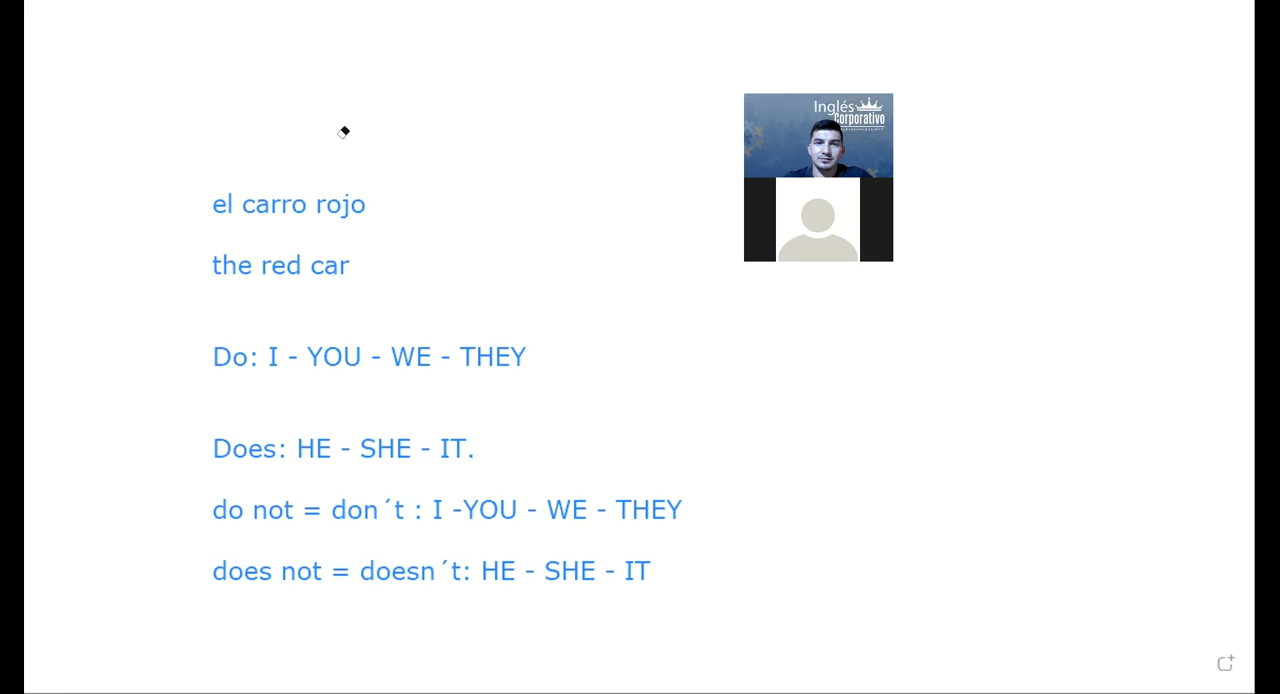 Inglés
Corporativo
el carro rojo
the red car
Do: I - YOU - WE - THEY
Does: HE - SHE - IT.
do not = don´t : I -YOU - WE - THEY
does not = doesn´t: HE - SHE - IT